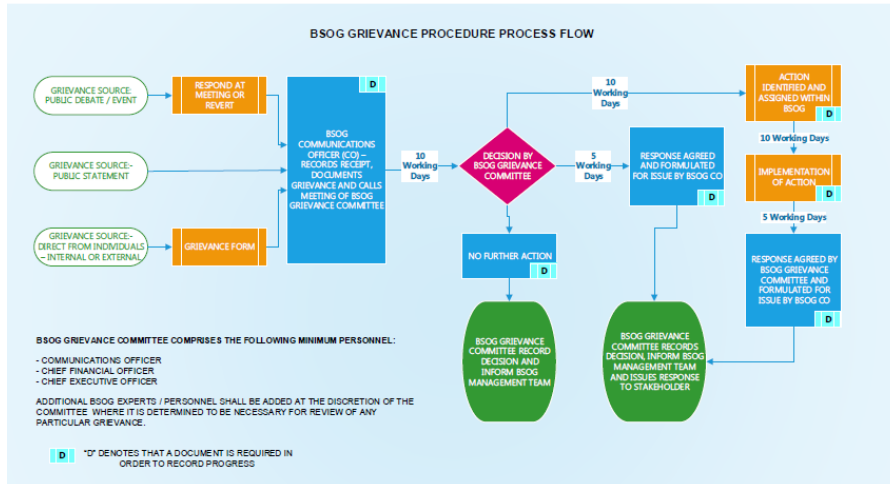 BSOG GRIEVANCE PROCEDURE PROCESS FLOW
GRIEVANCE SOURCE:
PUBLIC DEBATE / EVENT
RESPOND AT
MEETING OR
REVERT
GRIEVANCE SOURCE:-
PUBLIC STATEMENT
GRIEVANCE SOURCE:-
DIRECT FROM INDIVIDUALS
– INTERNAL OR EXTERNAL
GRIEVANCE FORM
D
BSOG
COMMUNICATIONS
OFFICER (CO) –
RECORDS RECEIPT,
DOCUMENTS
GRIEVANCE AND CALLS
MEETING OF BSOG
GRIEVANCE COMMITTEE
10
Working
Days
DECISION BY
BSOG GRIEVANCE
COMMITTEE
10
Working
Days
ACTION
IDENTIFIED AND
ASSIGNED WITHIN
BSOG
D
10 Working Days
IMPLEMENTATION
OF ACTION
D
5 Working Days
RESPONSE AGREED BY
BSOG GRIEVANCE
COMMITTEE AND
FORMULATED FOR
ISSUE BY BSOG CO
D
5
Working
Days
RESPONSE AGREED
AND FORMULATED
FOR ISSUE BY BSOG CO
D
NO FURTHER ACTION
D
BSOG GRIEVANCE
COMMITTEE RECORD
DECISION AND
INFORM BSOG
MANAGEMENT TEAM
BSOG GRIEVANCE
COMMITTEE RECORDS
DECISION, INFORM BSOG
MANAGEMENT TEAM
AND ISSUES RESPONSE
TO STAKEHOLDER
BSOG GRIEVANCE COMMITTEE COMPRISES THE FOLLOWING MINIMUM PERSONNEL:
- COMMUNICATIONS OFFICER
- CHIEF FINANCIAL OFFICER
- CHIEF EXECUTIVE OFFICER
ADDITIONAL BSOG EXPERTS / PERSONNEL SHALL BE ADDED AT THE DISCRETION OF THE
COMMITTEE WHERE IT IS DETERMINED TO BE NECESSARY FOR REVIEW OF ANY
PARTICULAR GRIEVANCE.
D
"D" DENOTES THAT A DOCUMENT IS REQUIRED IN
ORDER TO RECORD PROGRESS